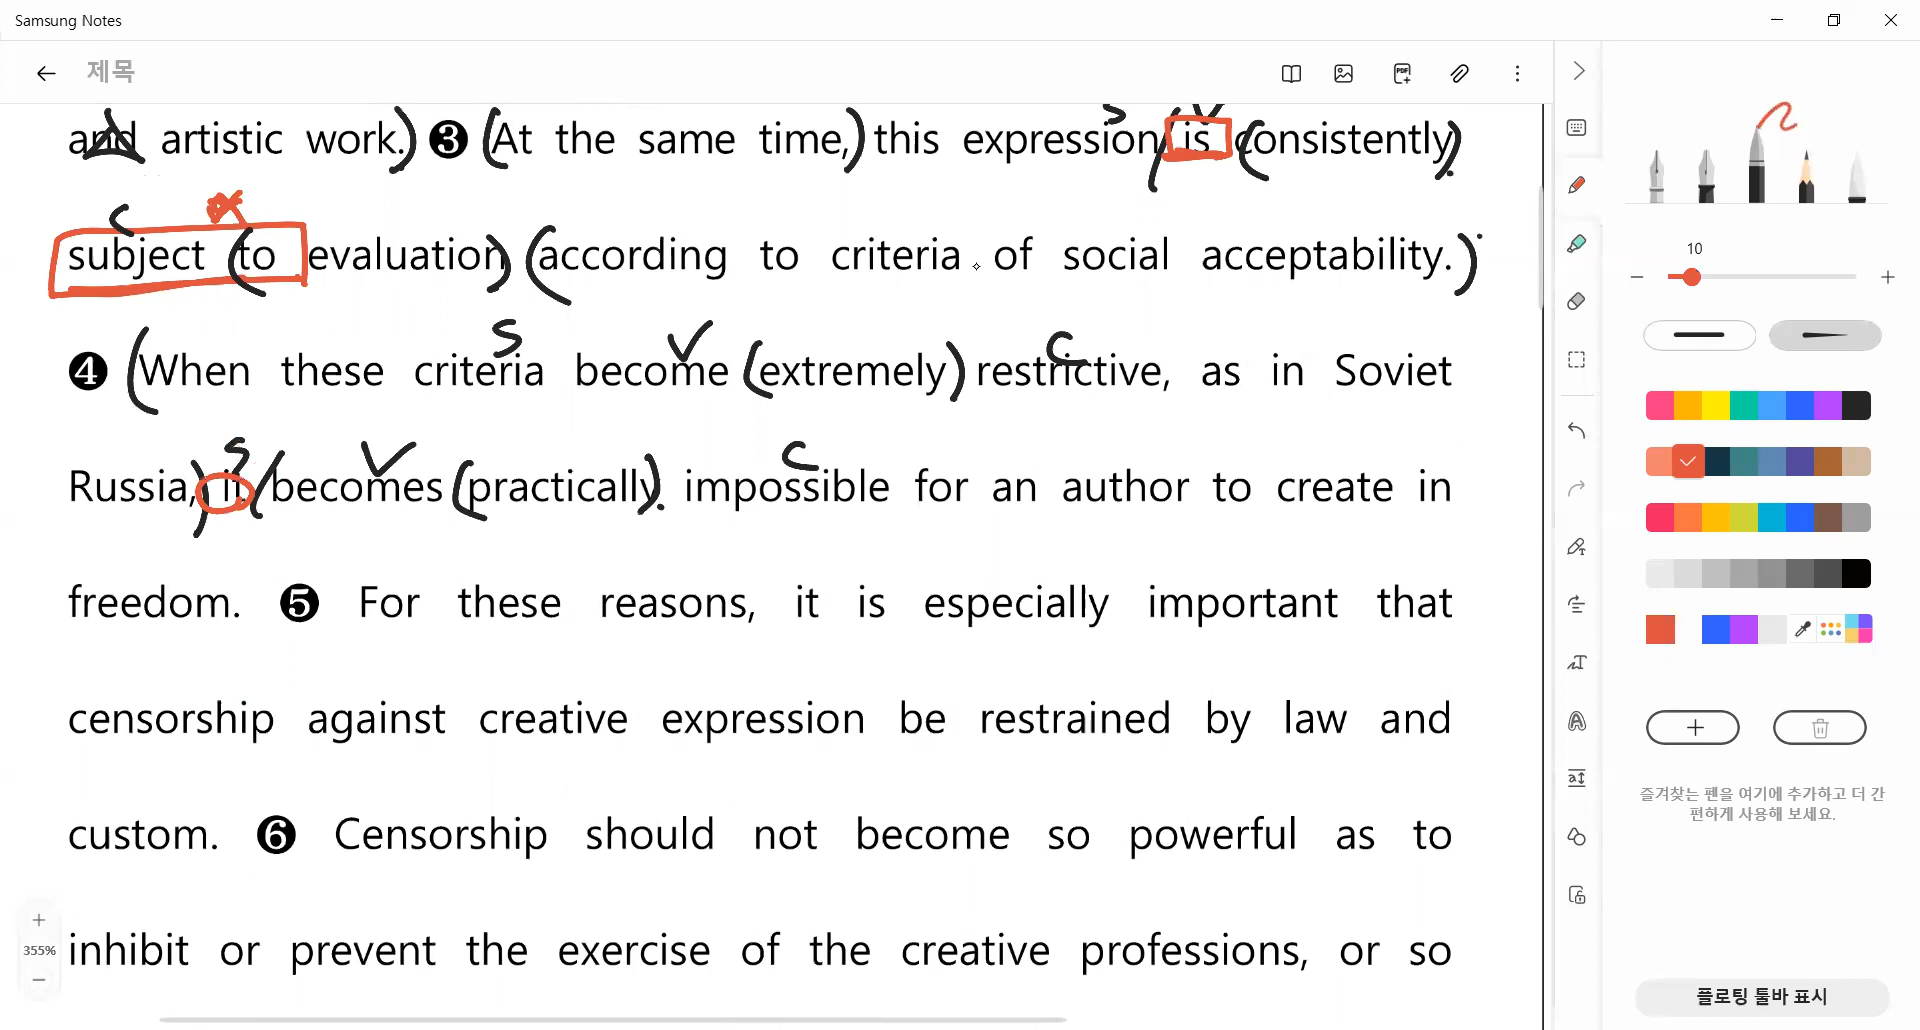 Samsung Notes
제목
and artistic work. ❸ At the same time, this expression is consistently
S V
subject to evaluation according to criteria of social acceptability.
C
❹ When these criteria become extremely restrictive, as in Soviet
S V C
Russia, it becomes practically impossible for an author to create in
S V C
freedom. ❺ For these reasons, it is especially important that
censorship against creative expression be restrained by law and
custom. ❻ Censorship should not become so powerful as to
inhibit or prevent the exercise of the creative professions, or so
355%
PDF
10
즐겨찾는 펜을 여기에 추가하고 더 간
편하게 사용해 보세요.
플로팅 툴바 표시